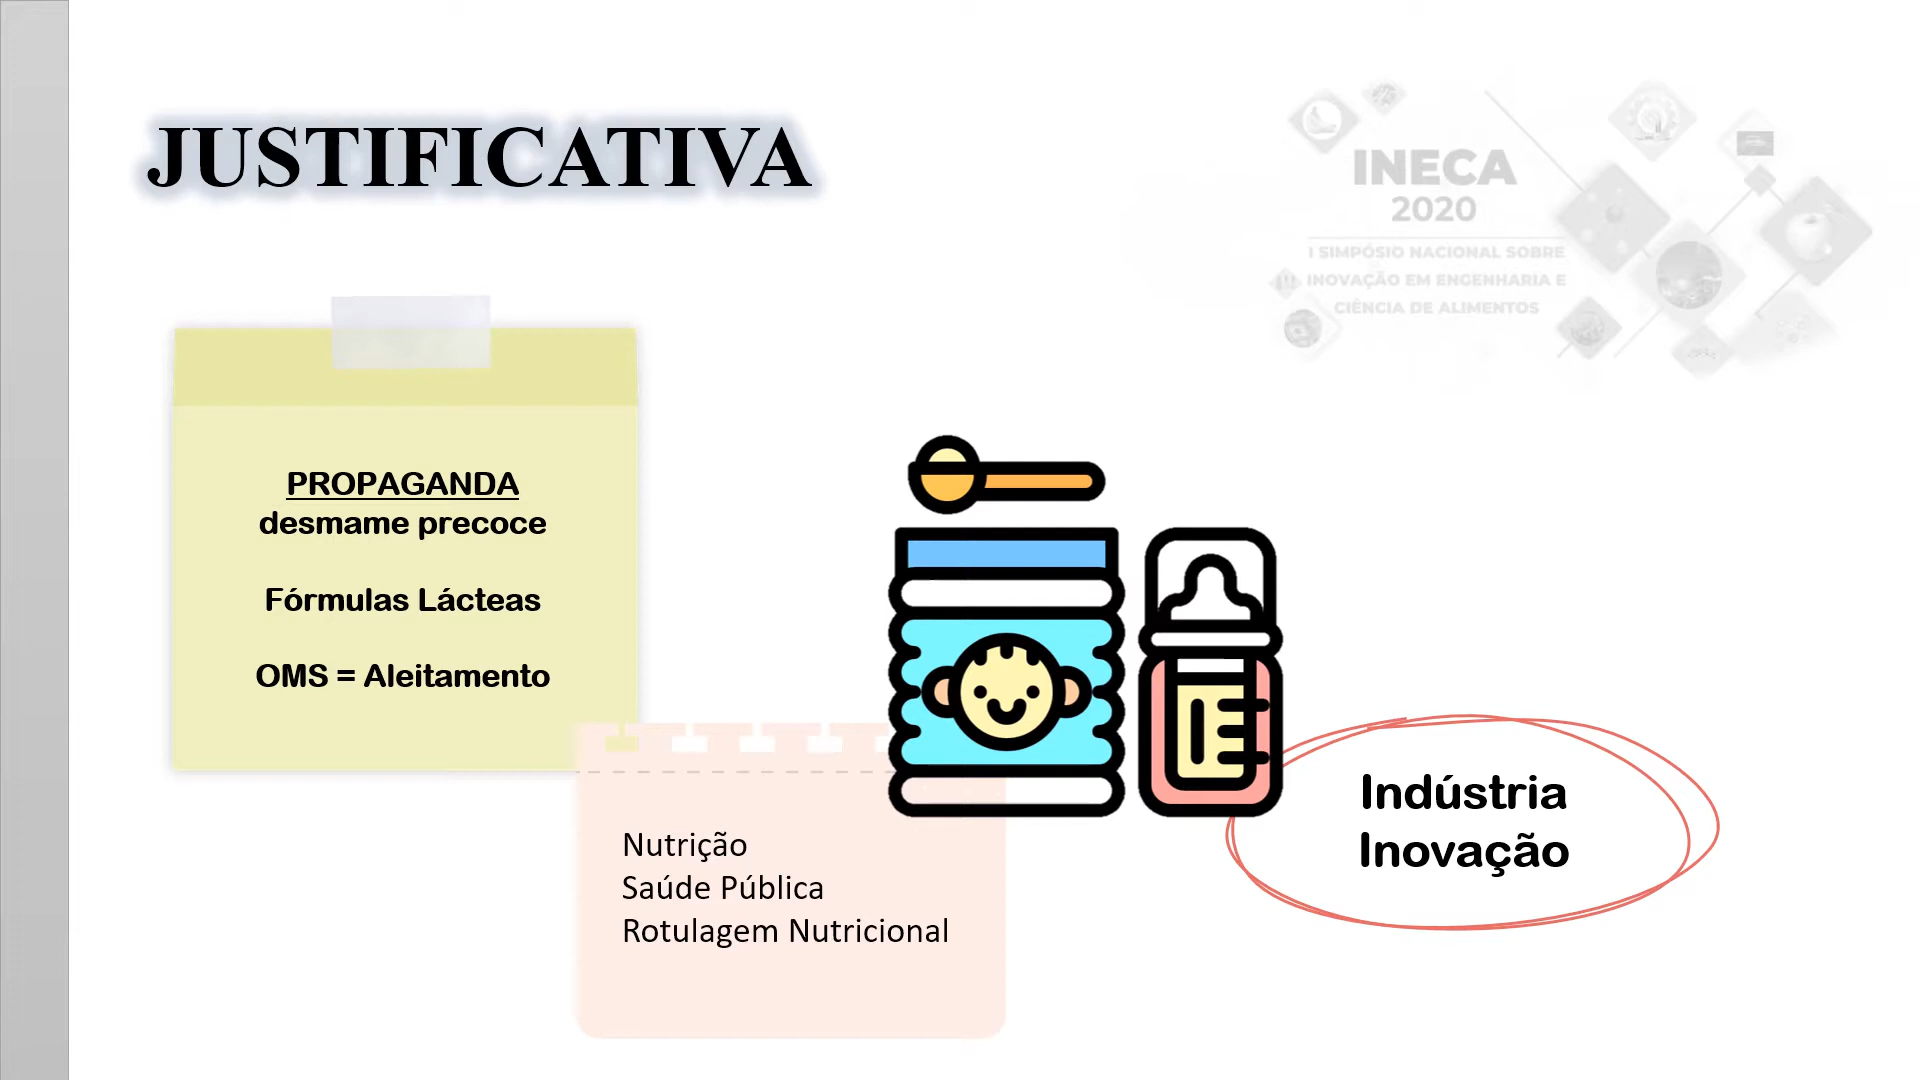 JUSTIFICATIVA
INECA
2020
I SIMPÓSIO NACIONAL SOBRE
INOVAÇÃO EM ENGENHARIA E
CIÊNCIA DE ALIMENTOS
PROPAGANDA
desmame precoce
Fórmulas Lácteas
OMS = Aleitamento
Nutrição
Saúde Pública
Rotulagem Nutricional
Indústria
Inovação